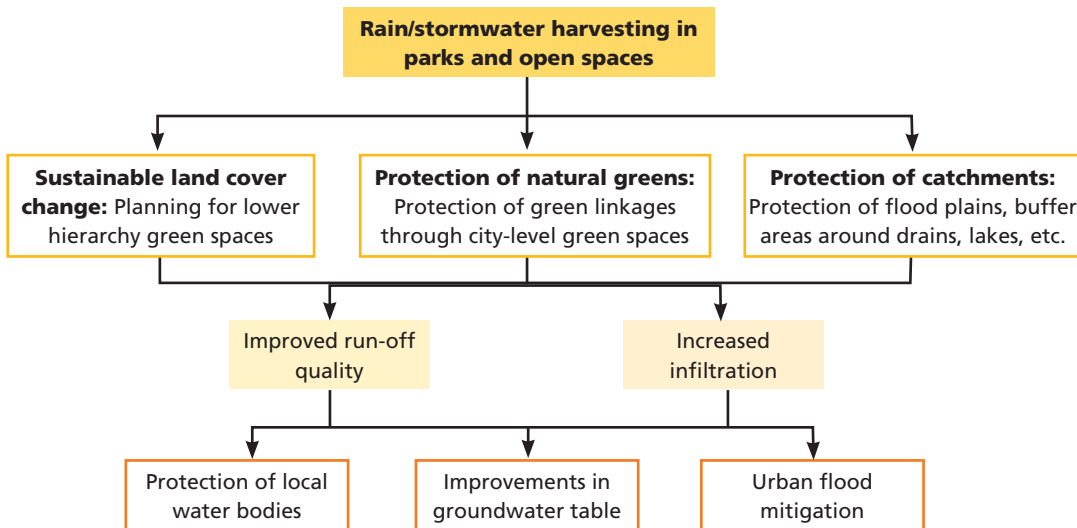 Rain/stormwater harvesting in
parks and open spaces
Sustainable land cover
change: Planning for lower
hierarchy green spaces
Protection of natural greens:
Protection of green linkages
through city-level green spaces
Protection of catchments:
Protection of flood plains, buffer
areas around drains, lakes, etc.
Improved run-off
quality
Increased
infiltration
Protection of local
water bodies
Improvements in
groundwater table
Urban flood
mitigation